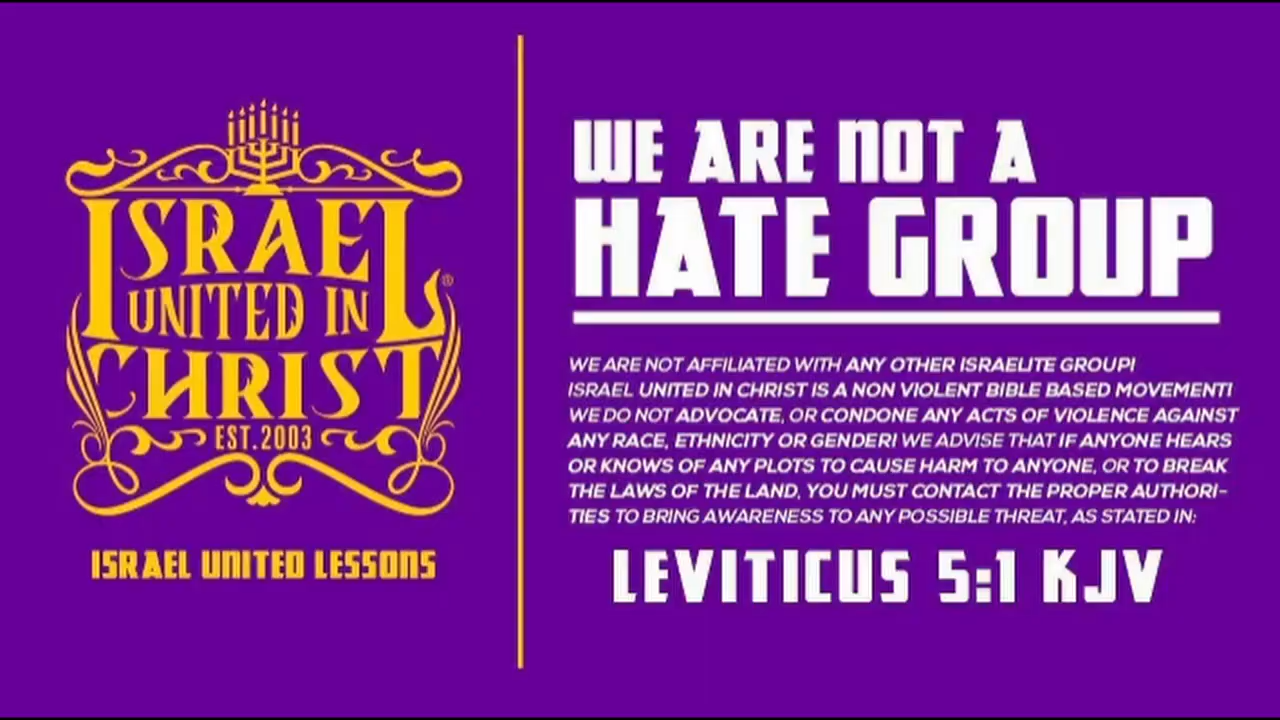 ISRAEL
UNITED IN
CHRIST
EST. 2003
®
ISRAEL UNITED LESSONS
WE ARE NOT A
HATE GROUP
WE ARE NOT AFFILIATED WITH ANY OTHER ISRAELITE GROUP!
ISRAEL UNITED IN CHRIST IS A NON VIOLENT BIBLE BASED MOVEMENT!
WE DO NOT ADVOCATE, OR CONDONE ANY ACTS OF VIOLENCE AGAINST
ANY RACE, ETHNICITY OR GENDER! WE ADVISE THAT IF ANYONE HEARS
OR KNOWS OF ANY PLOTS TO CAUSE HARM TO ANYONE, OR TO BREAK
THE LAWS OF THE LAND, YOU MUST CONTACT THE PROPER AUTHORI-
TIES TO BRING AWARENESS TO ANY POSSIBLE THREAT, AS STATED IN:
LEVITICUS 5:1 KJV